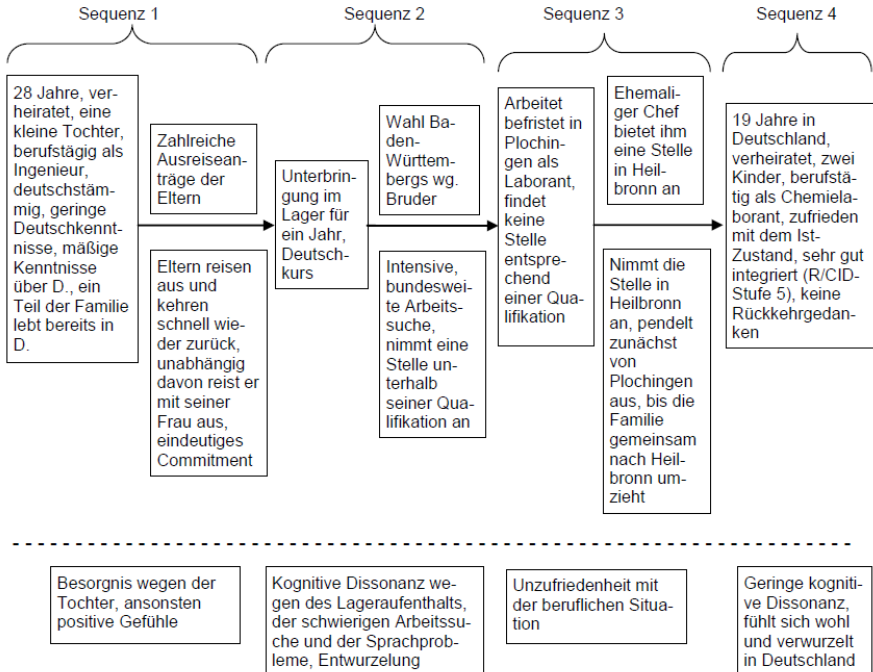 Sequenz 1
Sequenz 2
Sequenz 3
Sequenz 4
28 Jahre, ver-
heiratet, eine
kleine Tochter,
berufstägig als
Ingenieur,
deutschstäm-
mig, geringe
Deutschkennt-
nisse, mäßige
Kenntnisse
über D., ein
Teil der Familie
lebt bereits in
D.
Zahlreiche
Ausreisean-
träge der
Eltern
Eltern reisen
aus und
kehren
schnell wie-
der zurück,
unabhängig
davon reist er
mit seiner
Frau aus,
eindeutiges
Commitment
Unterbrin-
gung im
Lager für
ein Jahr,
Deutsch-
kurs
Wahl Ba-
den-
Württem-
bergs wg.
Bruder
Intensive,
bundeswei-
te Arbeits-
suche,
nimmt eine
Stelle un-
terhalb
seiner Qua-
lifikation an
Arbeitet
befristet in
Plochin-
gen als
Laborant,
findet
keine
Stelle
entspre-
chend
einer Qua-
lifikation
Ehemali-
ger Chef
bietet ihm
eine Stelle
in Heil-
bronn an
Nimmt die
Stelle in
Heilbronn
an, pendelt
zunächst
von
Plochingen
aus, bis die
Familie
gemeinsam
nach Heil-
bronn um-
zieht
19 Jahre in
Deutschland,
verheiratet, zwei
Kinder, berufstä-
tig als Chemiela-
borant, zufrieden
mit dem Ist-
Zustand, sehr gut
integriert (R/CID-
Stufe 5), keine
Rückkehrgedan-
ken
Besorgnis wegen der
Tochter, ansonsten
positive Gefühle
Kognitive Dissonanz we-
gen des Lageraufenthalts,
der schwierigen Arbeitssu-
che und der Sprachprob-
leme, Entwurzelung
Unzufriedenheit mit
der beruflichen Situa-
tion
Geringe kogniti-
ve Dissonanz,
fühlt sich wohl
und verwurzelt
in Deutschland